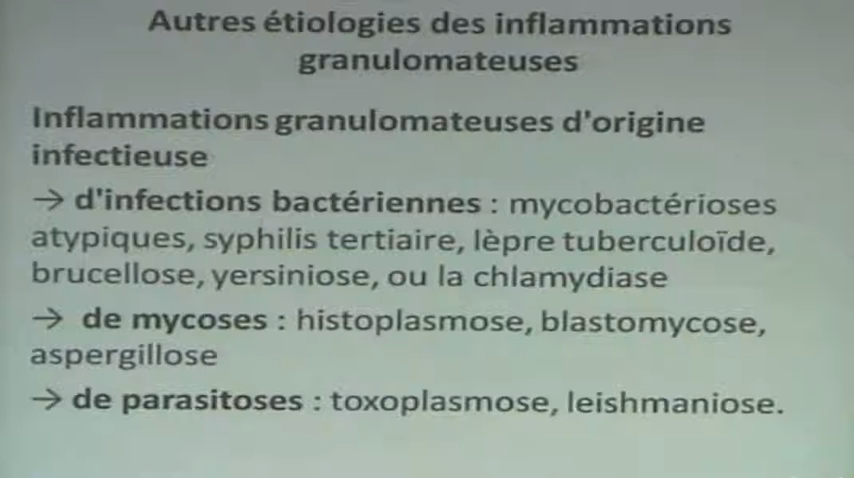 Autres étiologies des inflammations
granulomateuses
Inflammations granulomateuses d'origine
infectieuse
→ d'infections bactériennes : mycobactérioses
atypiques, syphilis tertiaire, lèpre tuberculoïde,
brucellose, yersiniose, ou la chlamydiase
→ de mycoses : histoplasmose, blastomycose,
aspergillose
→ de parasitoses : toxoplasmose, leishmaniose.